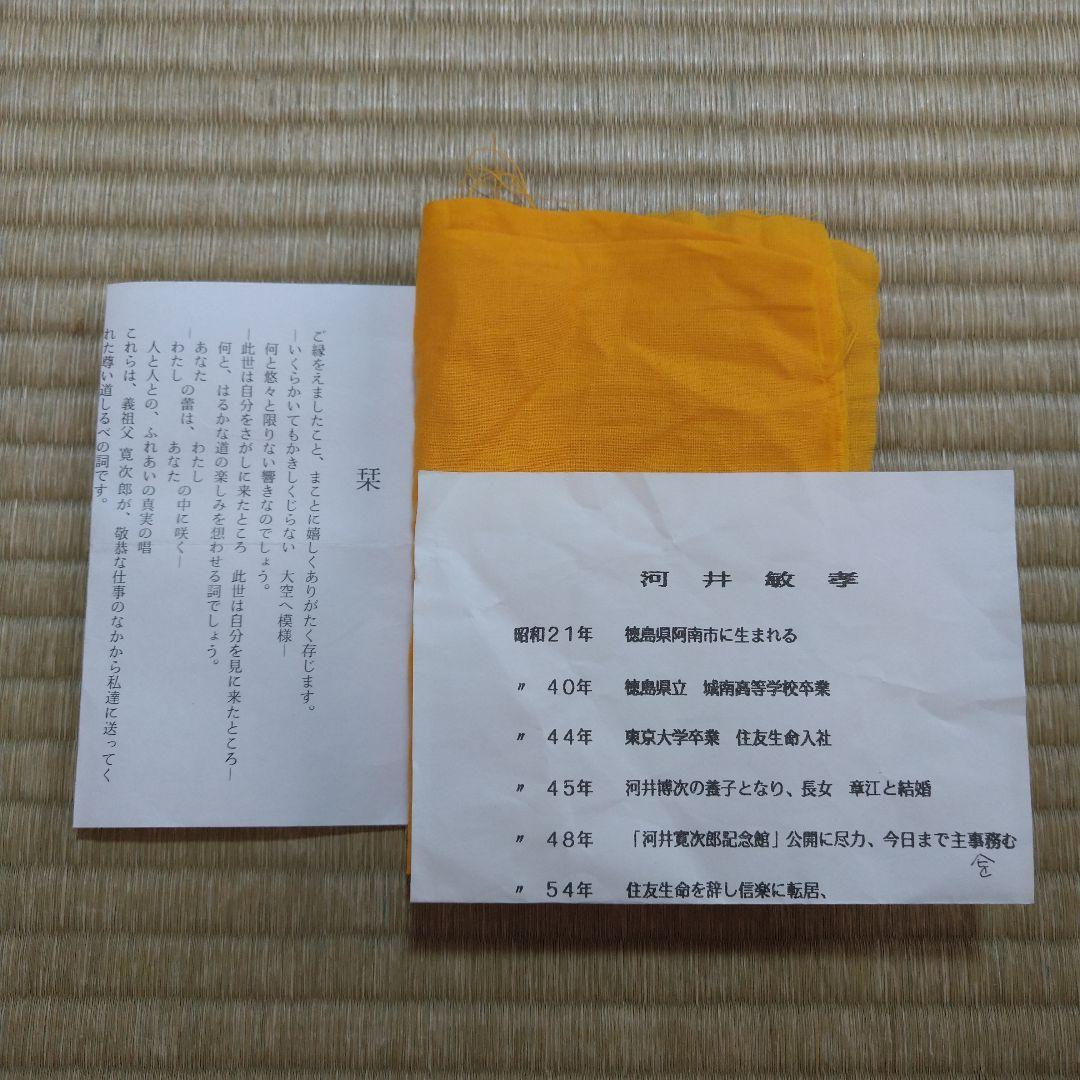 栞
ご縁をえましたこと、まことに嬉しくありがたく存じます。
―いくらかいてもかきしくじらない　大空へ模様―
何と悠々と限りない響きなのでしょう。
―此世は自分をさがしに来たところ　此世は自分を見に来たところ―
何と、はるかな道の楽しみを想わせる詞でしょう。
―あなた　の蕾は、　わたし
わたし　　　　　あなた　の中に咲く―
人と人との、ふれあいの真実の唱
これらは、義祖父 寛次郎が、敬恭な仕事のなかから私達に送ってく
れた尊い道しるべの詞です。
河井敏孝
昭和２１年　徳島県阿南市に生まれる
〃　４０年　徳島県立　城南高等学校卒業
〃　４４年　東京大学卒業　住友生命入社
〃　４５年　河井博次の養子となり、長女　章江と結婚
〃　４８年　「河井寛次郎記念館」公開に尽力、今日まで主事務む
〃　５４年　住友生命を辞し信楽に転居、